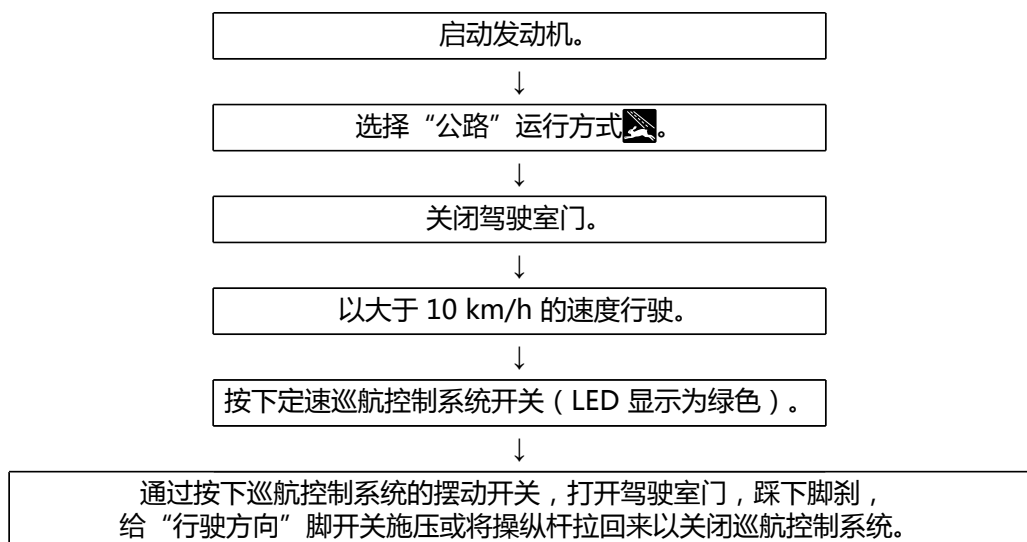 启动发动机。
↓
选择“公路”运行方式。
↓
关闭驾驶室门。
↓
以大于 10 km/h 的速度行驶。
↓
按下定速巡航控制系统开关（LED 显示为绿色）。
↓
通过按下巡航控制系统的摆动开关，打开驾驶室门，踩下脚刹，
给“行驶方向”脚开关施压或将操纵杆拉回来以关闭巡航控制系统。